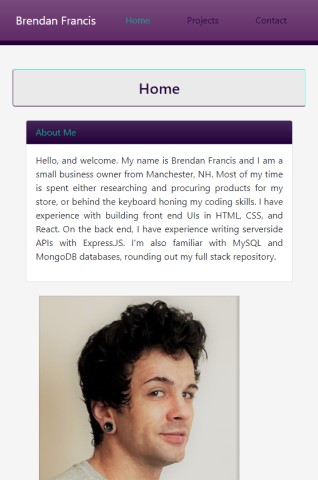 Brendan Francis Home Projects Contact
Home
About Me
Hello, and welcome. My name is Brendan Francis and I am a
small business owner from Manchester, NH. Most of my time
is spent either researching and procuring products for my
store, or behind the keyboard honing my coding skills. I have
experience with building front end UIs in HTML, CSS, and
React. On the back end, I have experience writing serverside
APIs with ExpressJS. I'm also familiar with MySQL and
MongoDB databases, rounding out my full stack repository.